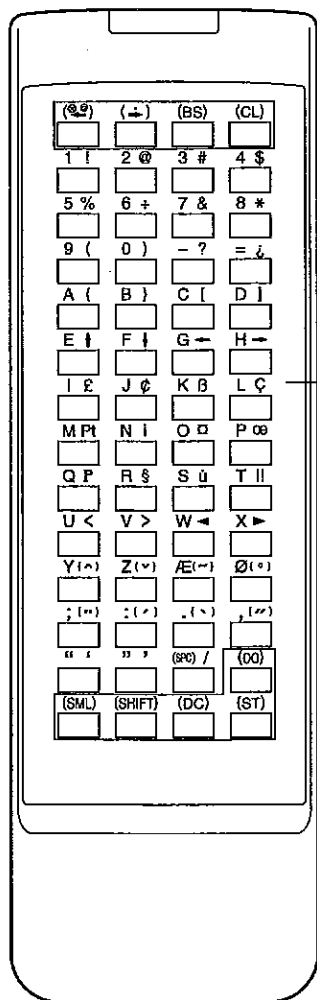 (BS) (CL)
1 ! 2 @ 3 # 4 $
5 % 6 + 7 & 8 *
9 ( 0 ) – ? = ¿
A { B } C [ D ]
E ⬆ F ⬇ G ← H →
I £ J ¢ K ß L Ç
M Pt N i O ¤ P œ
Q P R § S ù T ||
U < V > W ◄ X ►
Y (^) Z (ˇ) Æ (~) Ø (°)
; (¨) : (´) . (`) , (˝)
“ ‘ ” ’ (SPC) / (DO)
(SML) (SHIFT) (DC) (ST)